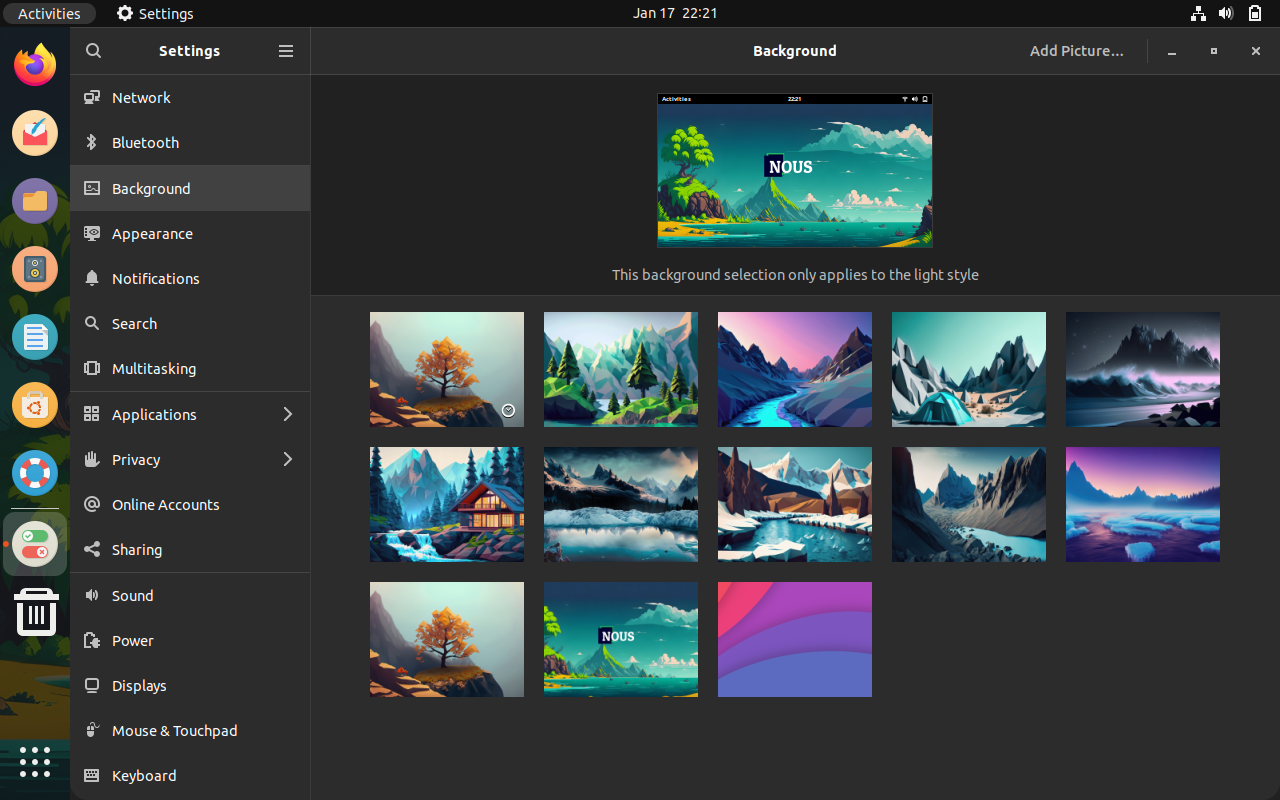 Activities
Settings
Jan 17 22:21
Settings
Background
Add Picture...
Network
Bluetooth
Background
Appearance
Notifications
Search
Multitasking
Applications
Privacy
Online Accounts
Sharing
Sound
Power
Displays
Mouse & Touchpad
Keyboard
Activities
22:21
NOUS
This background selection only applies to the light style
NOUS